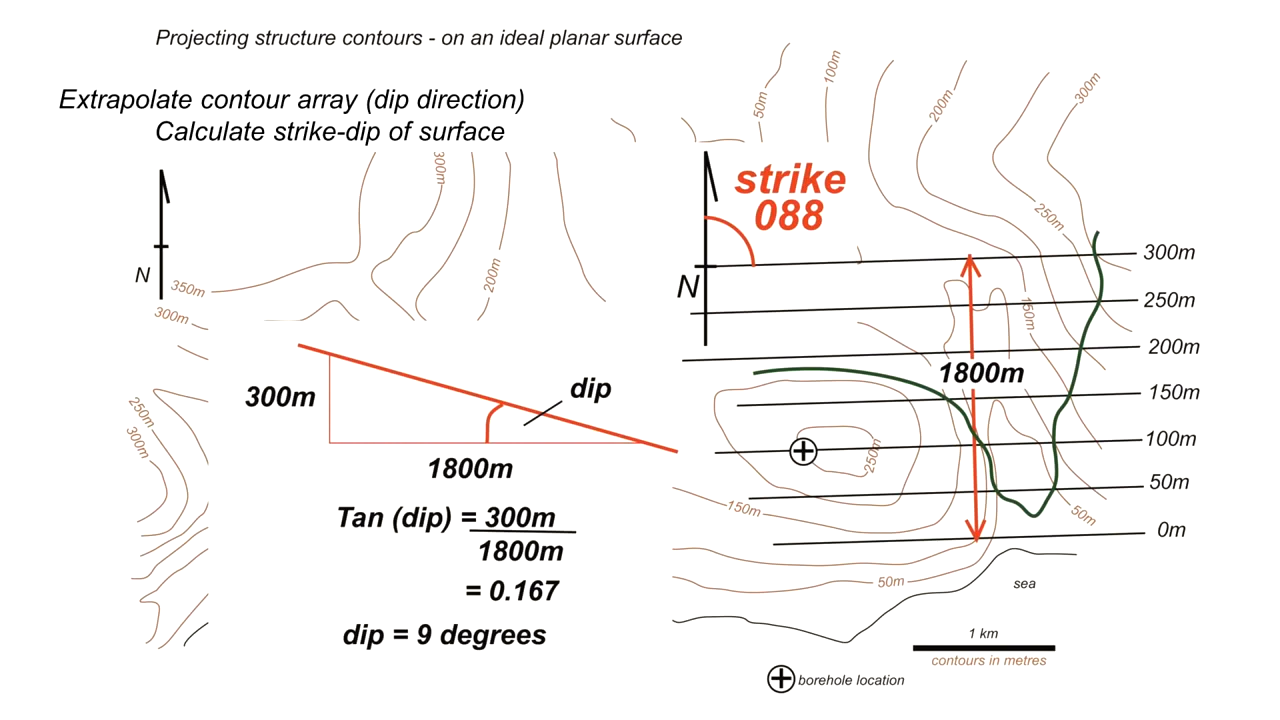 Projecting structure contours - on an ideal planar surface
Extrapolate contour array (dip direction)
Calculate strike-dip of surface
N
350m
300m
300m
200m
250m
300m
300m
dip
1800m
Tan (dip) = 300m
1800m
= 0.167
dip = 9 degrees
50m
100m
200m
300m
250m
strike
088
N
150m
1800m
250m
150m
50m
50m
300m
250m
200m
150m
100m
50m
0m
sea
1 km
contours in metres
borehole location